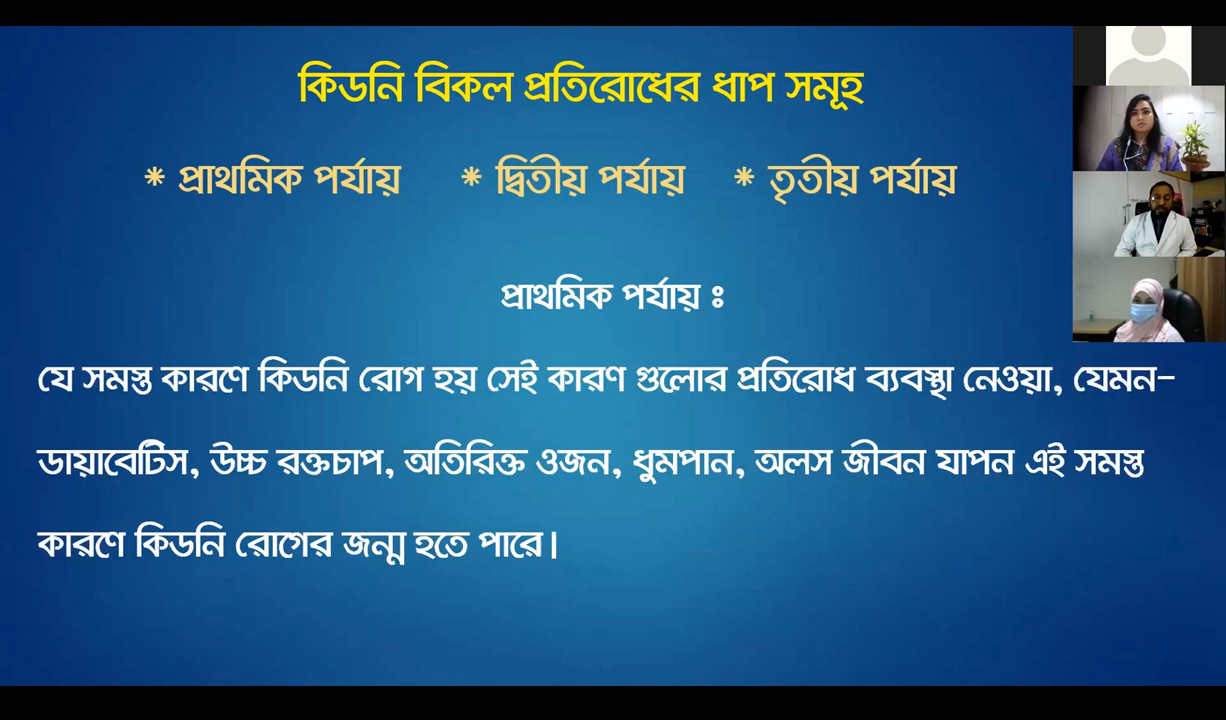 কিডনি বিকল প্রতিরোধের ধাপ সমূহ
* প্রাথমিক পর্যায় * দ্বিতীয় পর্যায় * তৃতীয় পর্যায়
প্রাথমিক পর্যায় ঃ
যে সমস্ত কারণে কিডনি রোগ হয় সেই কারণ গুলোর প্রতিরোধ ব্যবস্থা নেওয়া, যেমন-
ডায়াবেটিস, উচ্চ রক্তচাপ, অতিরিক্ত ওজন, ধুমপান, অলস জীবন যাপন এই সমস্ত
কারণে কিডনি রোগের জন্ম হতে পারে।